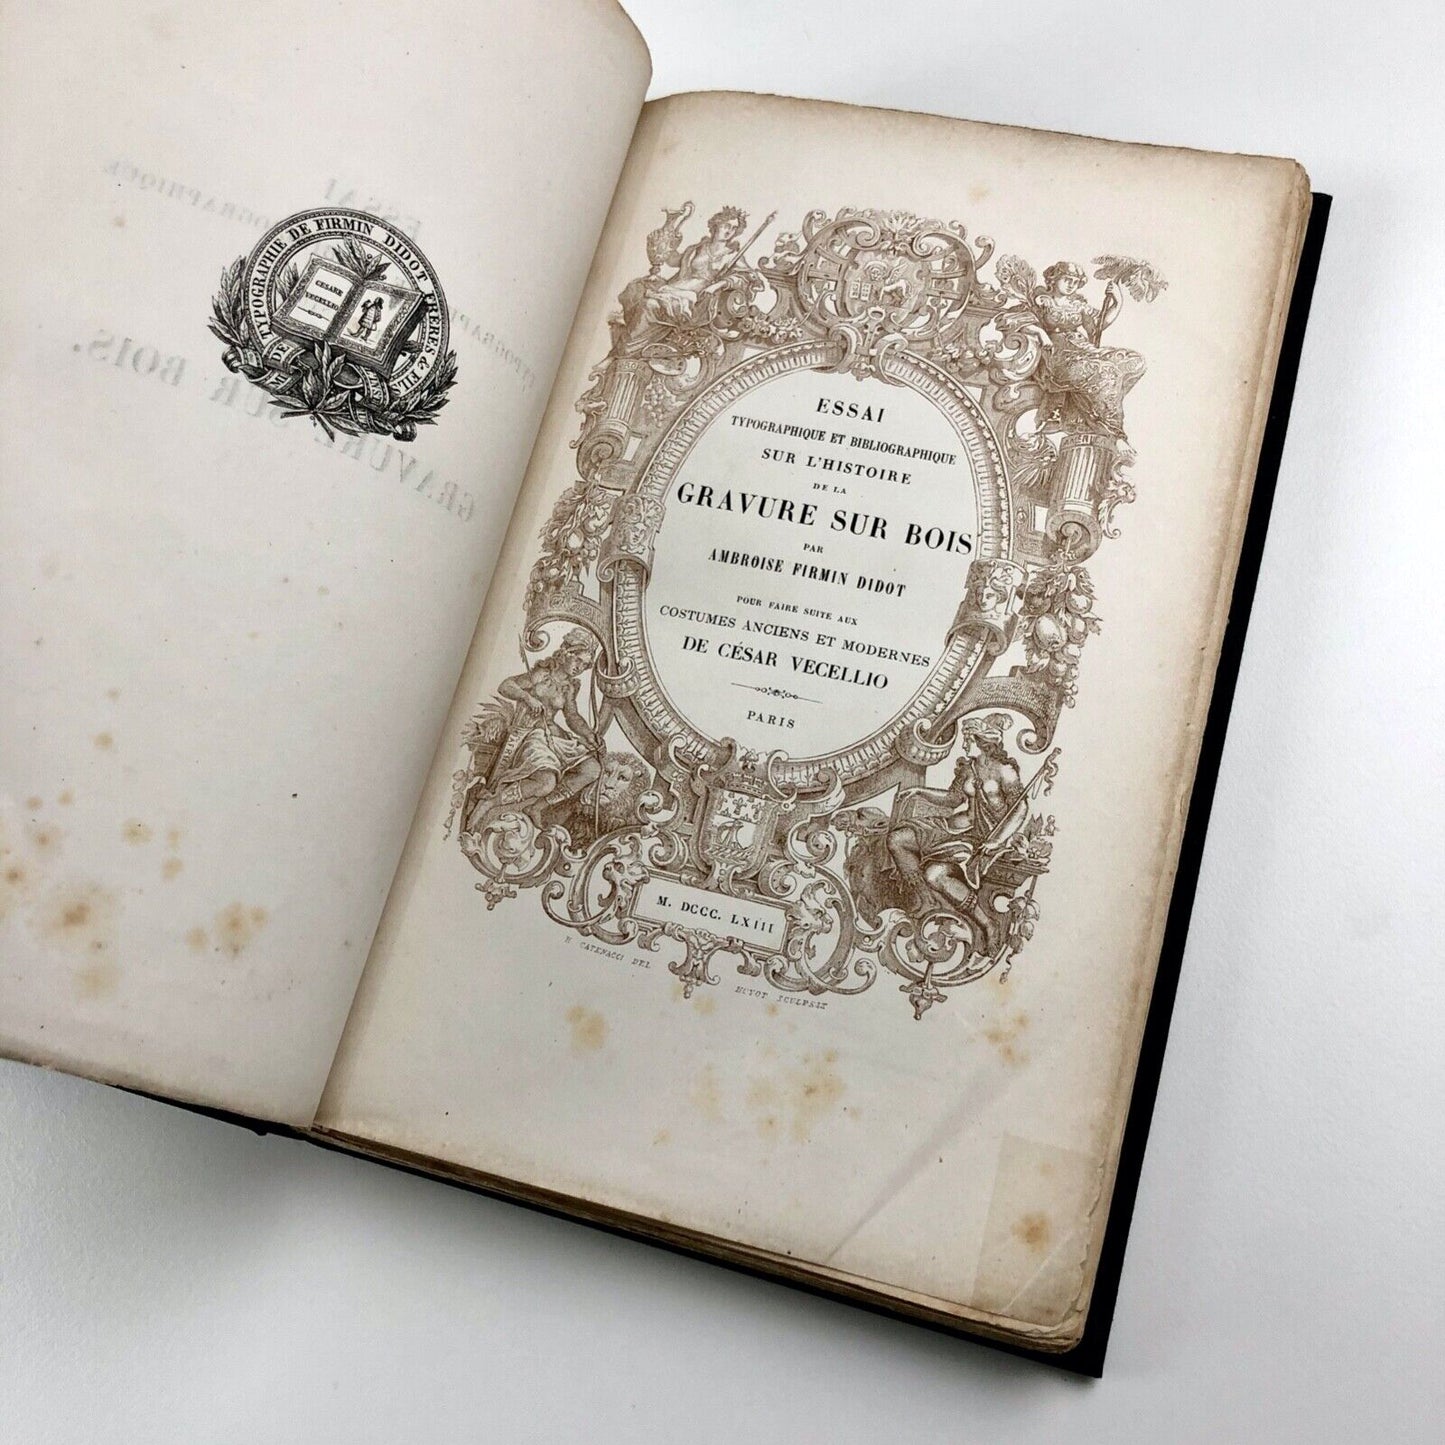 TYPOGRAPHIE DE FIRMIN DIDOT FRÈRES & FILS
CESARE
VECELLIO
ESSAI
TYPOGRAPHIQUE ET BIBLIOGRAPHIQUE
SUR L'HISTOIRE
DE LA
GRAVURE SUR BOIS
PAR
AMBROISE FIRMIN DIDOT
POUR FAIRE SUITE AUX
COSTUMES ANCIENS ET MODERNES
DE CÉSAR VECELLIO
PARIS
M. DCCC. LXIII
H CATENACCI DEL
HUYOT SCULPSIT